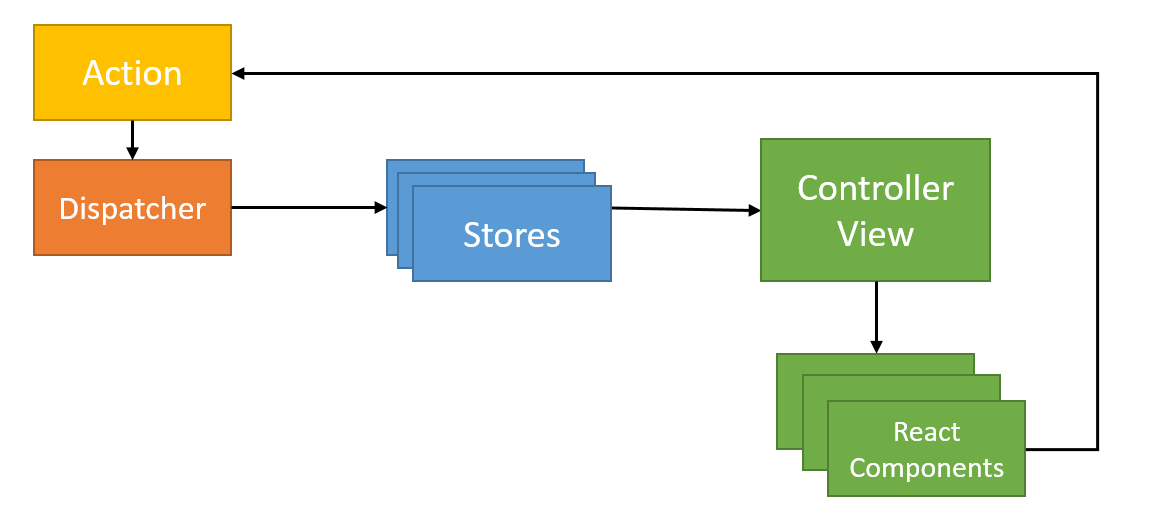 Action
Dispatcher
Stores
Controller
View
React
Components